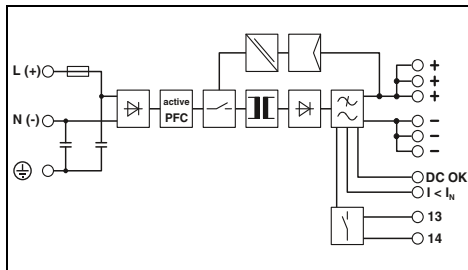 L (+)
+
+
active
PFC
+
N (-)
–
–
–
DC OK
I < IN
13
14